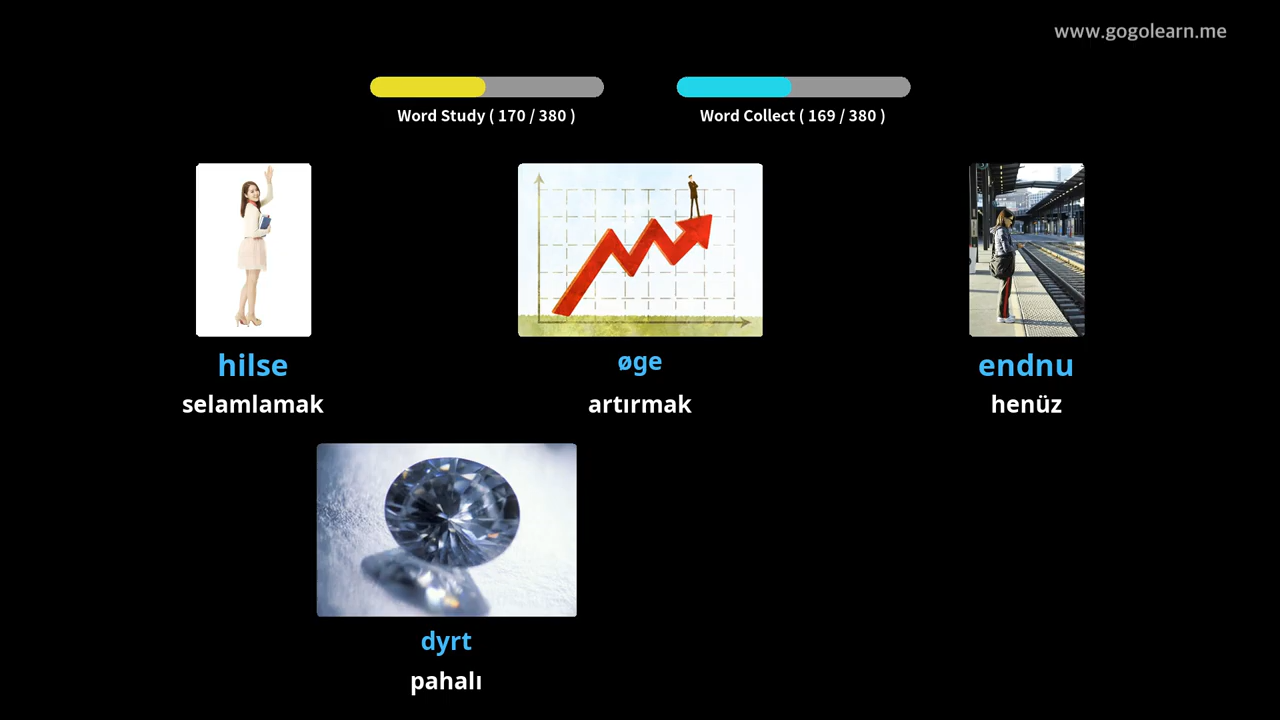 www.gogolearn.me
Word Study ( 170 / 380 )
Word Collect ( 169 / 380 )
hilse
selamlamak
øge
artırmak
endnu
henüz
dyrt
pahalı